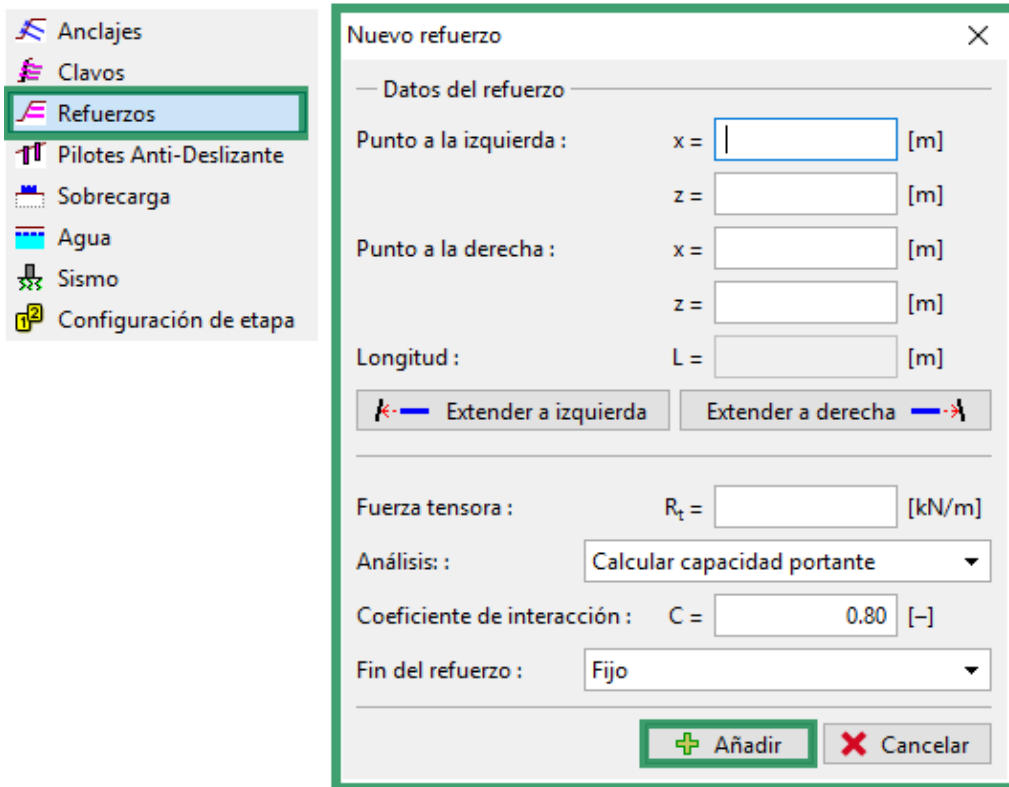 Anclajes
Clavos
Refuerzos
Pilotes Anti-Deslizante
Sobrecarga
Agua
Sismo
Configuración de etapa
Nuevo refuerzo
Datos del refuerzo
Punto a la izquierda : x = [m]
z = [m]
Punto a la derecha : x = [m]
z = [m]
Longitud : L = [m]
Extender a izquierda Extender a derecha
Fuerza tensora : Rt = [kN/m]
Análisis: : Calcular capacidad portante
Coeficiente de interacción : C = 0.80 [–]
Fin del refuerzo : Fijo
Añadir Cancelar